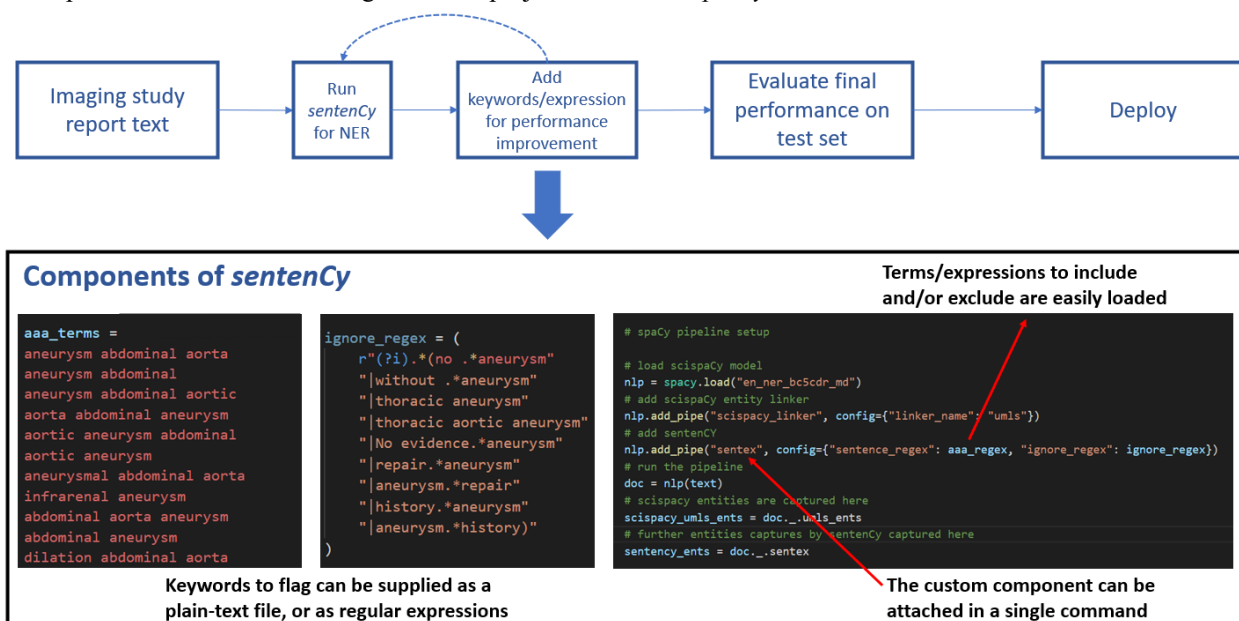 Imaging study
report text
Run
sentenCy
for NER
Add
keywords/expression
for performance
improvement
Evaluate final
performance on
test set
Deploy
Components of sentenCy
Terms/expressions to include
and/or exclude are easily loaded
aaa_terms =
aneurysm abdominal aorta
aneurysm abdominal
aneurysm abdominal aortic
aorta abdominal aneurysm
aortic aneurysm abdominal
aortic aneurysm
aneurysmal abdominal aorta
infrarenal aneurysm
abdominal aorta aneurysm
abdominal aneurysm
dilation abdominal aorta
ignore_regex = (
r"(?i).*(no .*aneurysm"
"|without .*aneurysm"
"|thoracic aneurysm"
"|thoracic aortic aneurysm"
"|No evidence.*aneurysm"
"|repair.*aneurysm"
"|aneurysm.*repair"
"|history.*aneurysm"
"|aneurysm.*history)"
)
# spaCy pipeline setup
# load scispaCy model
nlp = spacy.load("en_ner_bc5cdr_md")
# add scispaCy entity linker
nlp.add_pipe("scispacy_linker", config={"linker_name": "umls"})
# add sentenCY
nlp.add_pipe("sentex", config={"sentence_regex": aaa_regex, "ignore_regex": ignore_regex})
# run the pipeline
doc = nlp(text)
# scispacy entities are captured here
scispacy_umls_ents = doc._.umls_ents
# further entities captures by sentenCy captured here
sentency_ents = doc._.sentex
Keywords to flag can be supplied as a
plain-text file, or as regular expressions
The custom component can be
attached in a single command